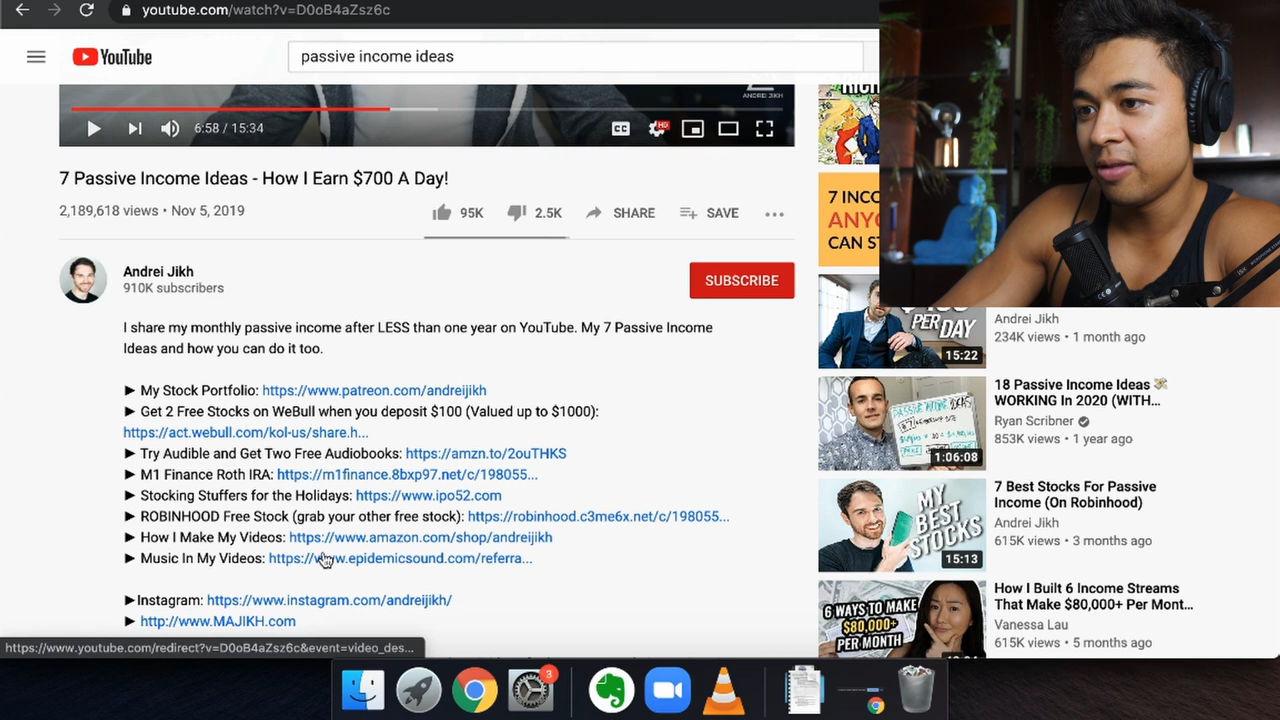 youtube.com/watch?v=D0oB4aZsz6c
YouTube
passive income ideas
ANDREI JIKH
6:58 / 15:34
CC
HD
7 Passive Income Ideas - How I Earn $700 A Day!
2,189,618 views • Nov 5, 2019
95K
2.5K
SHARE
SAVE
Andrei Jikh
910K subscribers
SUBSCRIBE
I share my monthly passive income after LESS than one year on YouTube. My 7 Passive Income
Ideas and how you can do it too.
► My Stock Portfolio: https://www.patreon.com/andreijikh
► Get 2 Free Stocks on WeBull when you deposit $100 (Valued up to $1000):
https://act.webull.com/kol-us/share.h...
► Try Audible and Get Two Free Audiobooks: https://amzn.to/2ouTHKS
► M1 Finance Roth IRA: https://m1finance.8bxp97.net/c/198055...
► Stocking Stuffers for the Holidays: https://www.ipo52.com
► ROBINHOOD Free Stock (grab your other free stock): https://robinhood.c3me6x.net/c/198055...
► How I Make My Videos: https://www.amazon.com/shop/andreijikh
► Music In My Videos: https://www.epidemicsound.com/referra...
►Instagram: https://www.instagram.com/andreijikh/
► http://www.MAJIKH.com
https://www.youtube.com/redirect?v=D0oB4aZsz6c&event=video_des...
7 INCO
ANYO
CAN ST
PER DAY
15:22
Andrei Jikh
234K views • 1 month ago
PASSIVE INCOME IDEAS
1:06:08
18 Passive Income Ideas 💸
WORKING In 2020 (WITH...
Ryan Scribner
853K views • 1 year ago
MY
BEST
STOCKS
15:13
7 Best Stocks For Passive
Income (On Robinhood)
Andrei Jikh
615K views • 3 months ago
6 WAYS TO MAKE
$80,000+
PER MONTH
How I Built 6 Income Streams
That Make $80,000+ Per Mont...
Vanessa Lau
615K views • 5 months ago
3